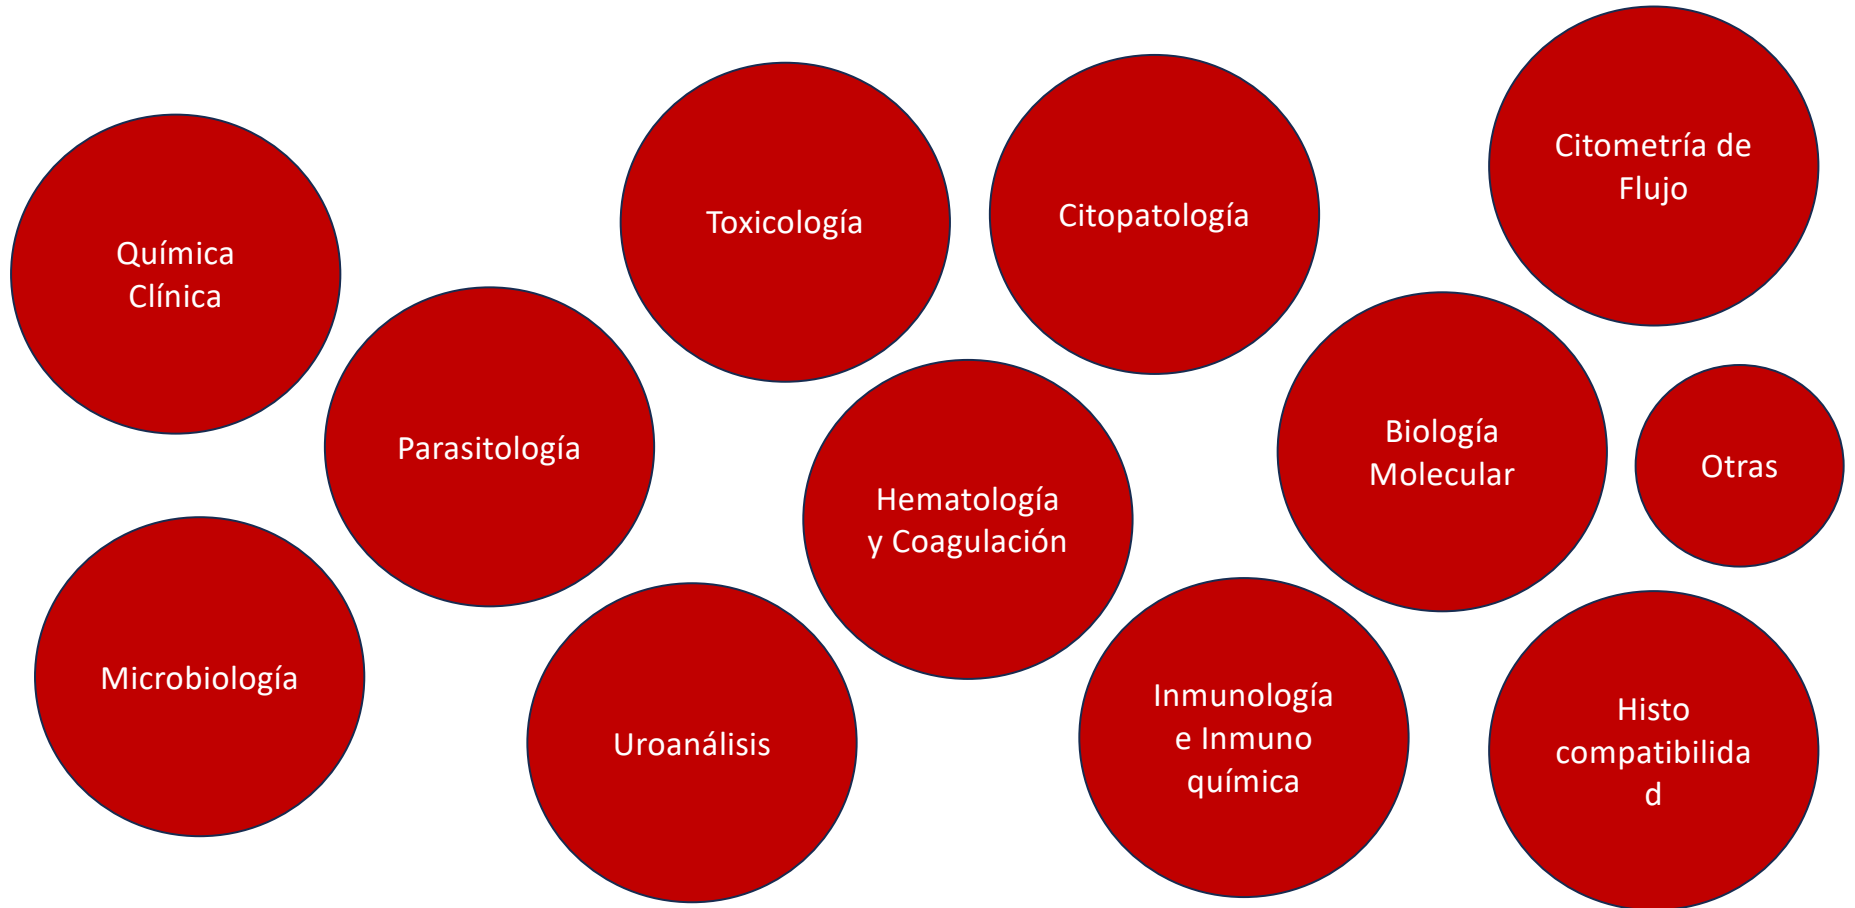 Química
Clínica
Microbiología
Parasitología
Toxicología
Uroanálisis
Citopatología
Hematología
y Coagulación
Inmunología
e Inmuno
química
Biología
Molecular
Citometría de
Flujo
Otras
Histo
compatibilida
d